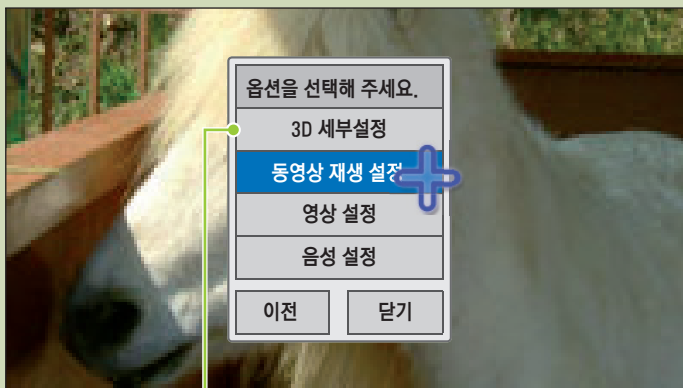 옵션을 선택해 주세요.
3D 세부설정
동영상 재생 설정
영상 설정
음성 설정
이전 닫기